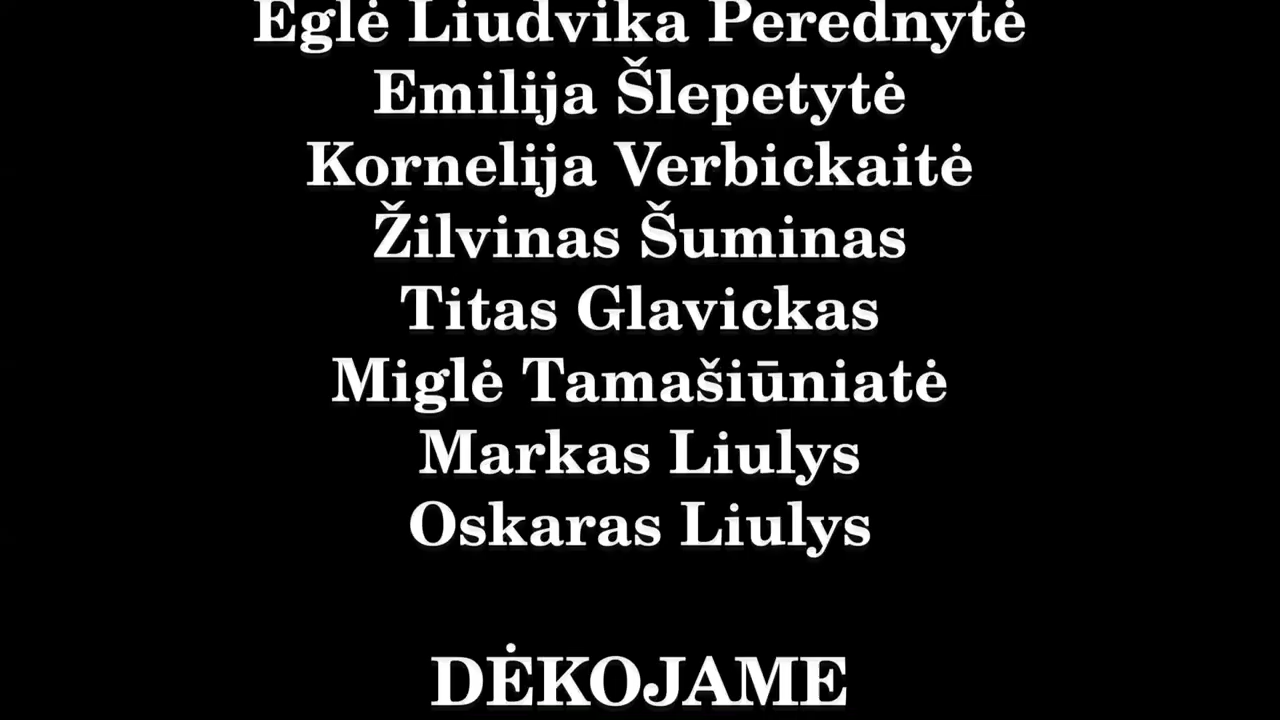 Eglė Liudvika Perednytė
Emilija Šlepetytė
Kornelija Verbickaitė
Žilvinas Šuminas
Titas Glavickas
Miglė Tamašiūniatė
Markas Liulys
Oskaras Liulys
DĖKOJAME